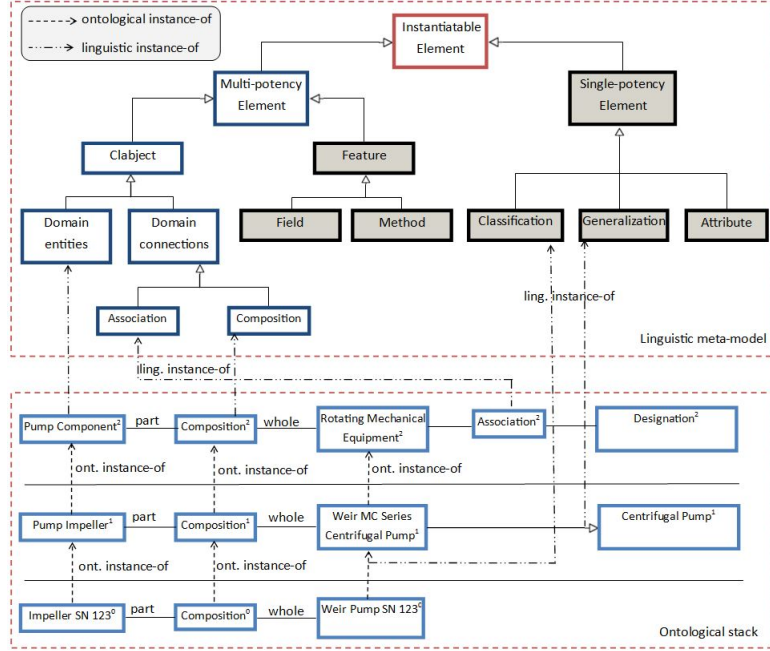 ontological instance-of
linguistic instance-of
Instantiatable
Element
Multi-potency
Element
Single-potency
Element
Clabject
Feature
Domain
entities
Domain
connections
Field
Method
Classification
Generalization
Attribute
Association
Composition
ling. instance-of
Linguistic meta-model
ling. instance-of
Pump Component²
part
Composition²
whole
Rotating Mechanical
Equipment²
Association²
Designation²
ont. instance-of
ont. instance-of
ont. instance-of
Pump Impeller¹
part
Composition¹
whole
Weir MC Series
Centrifugal Pump¹
Centrifugal Pump¹
ont. instance-of
ont. instance-of
ont. instance-of
Impeller SN 123⁰
part
Composition⁰
whole
Weir Pump SN 123⁰
Ontological stack